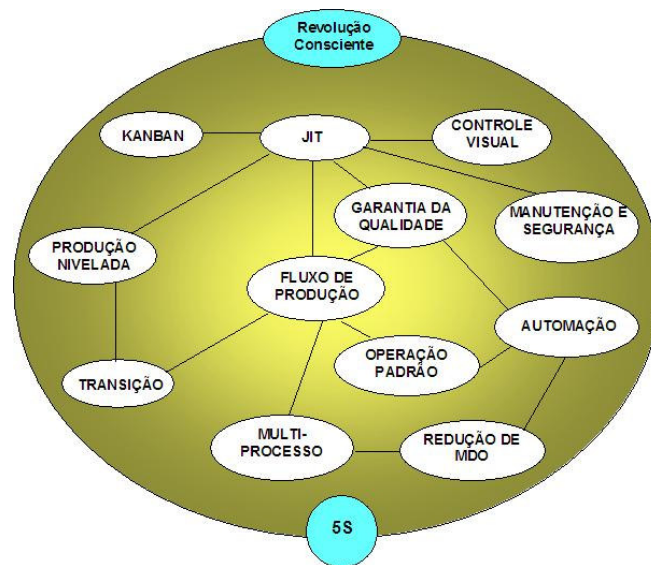 Revolução
Consciente
KANBAN
JIT
CONTROLE
VISUAL
GARANTIA DA
QUALIDADE
MANUTENÇÃO E
SEGURANÇA
PRODUÇÃO
NIVELADA
FLUXO DE
PRODUÇÃO
AUTOMAÇÃO
OPERAÇÃO
PADRÃO
TRANSIÇÃO
MULTI-
PROCESSO
REDUÇÃO DE
MDO
5S